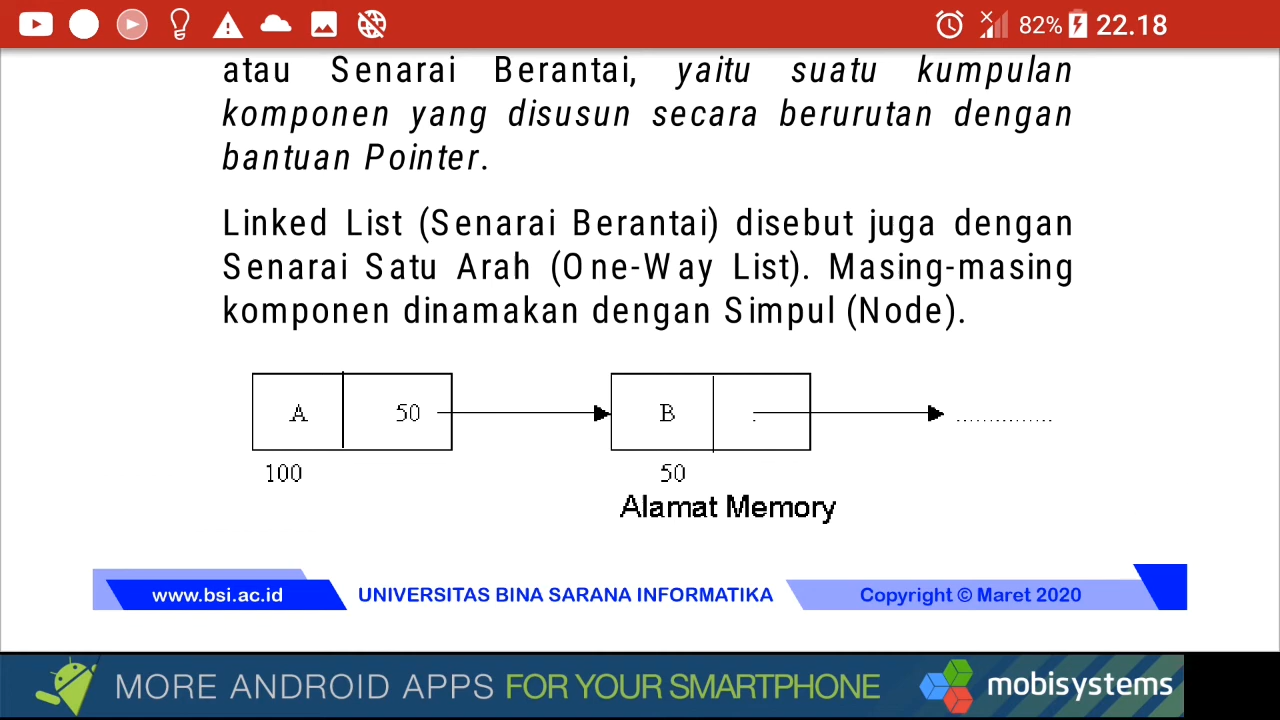 82% 22.18
atau Senarai Berantai, yaitu suatu kumpulan
komponen yang disusun secara berurutan dengan
bantuan Pointer.
Linked List (Senarai Berantai) disebut juga dengan
Senarai Satu Arah (One-Way List). Masing-masing
komponen dinamakan dengan Simpul (Node).
A 50 B . ..............
100 50
Alamat Memory
www.bsi.ac.id UNIVERSITAS BINA SARANA INFORMATIKA Copyright © Maret 2020
MORE ANDROID APPS FOR YOUR SMARTPHONE mobisystems